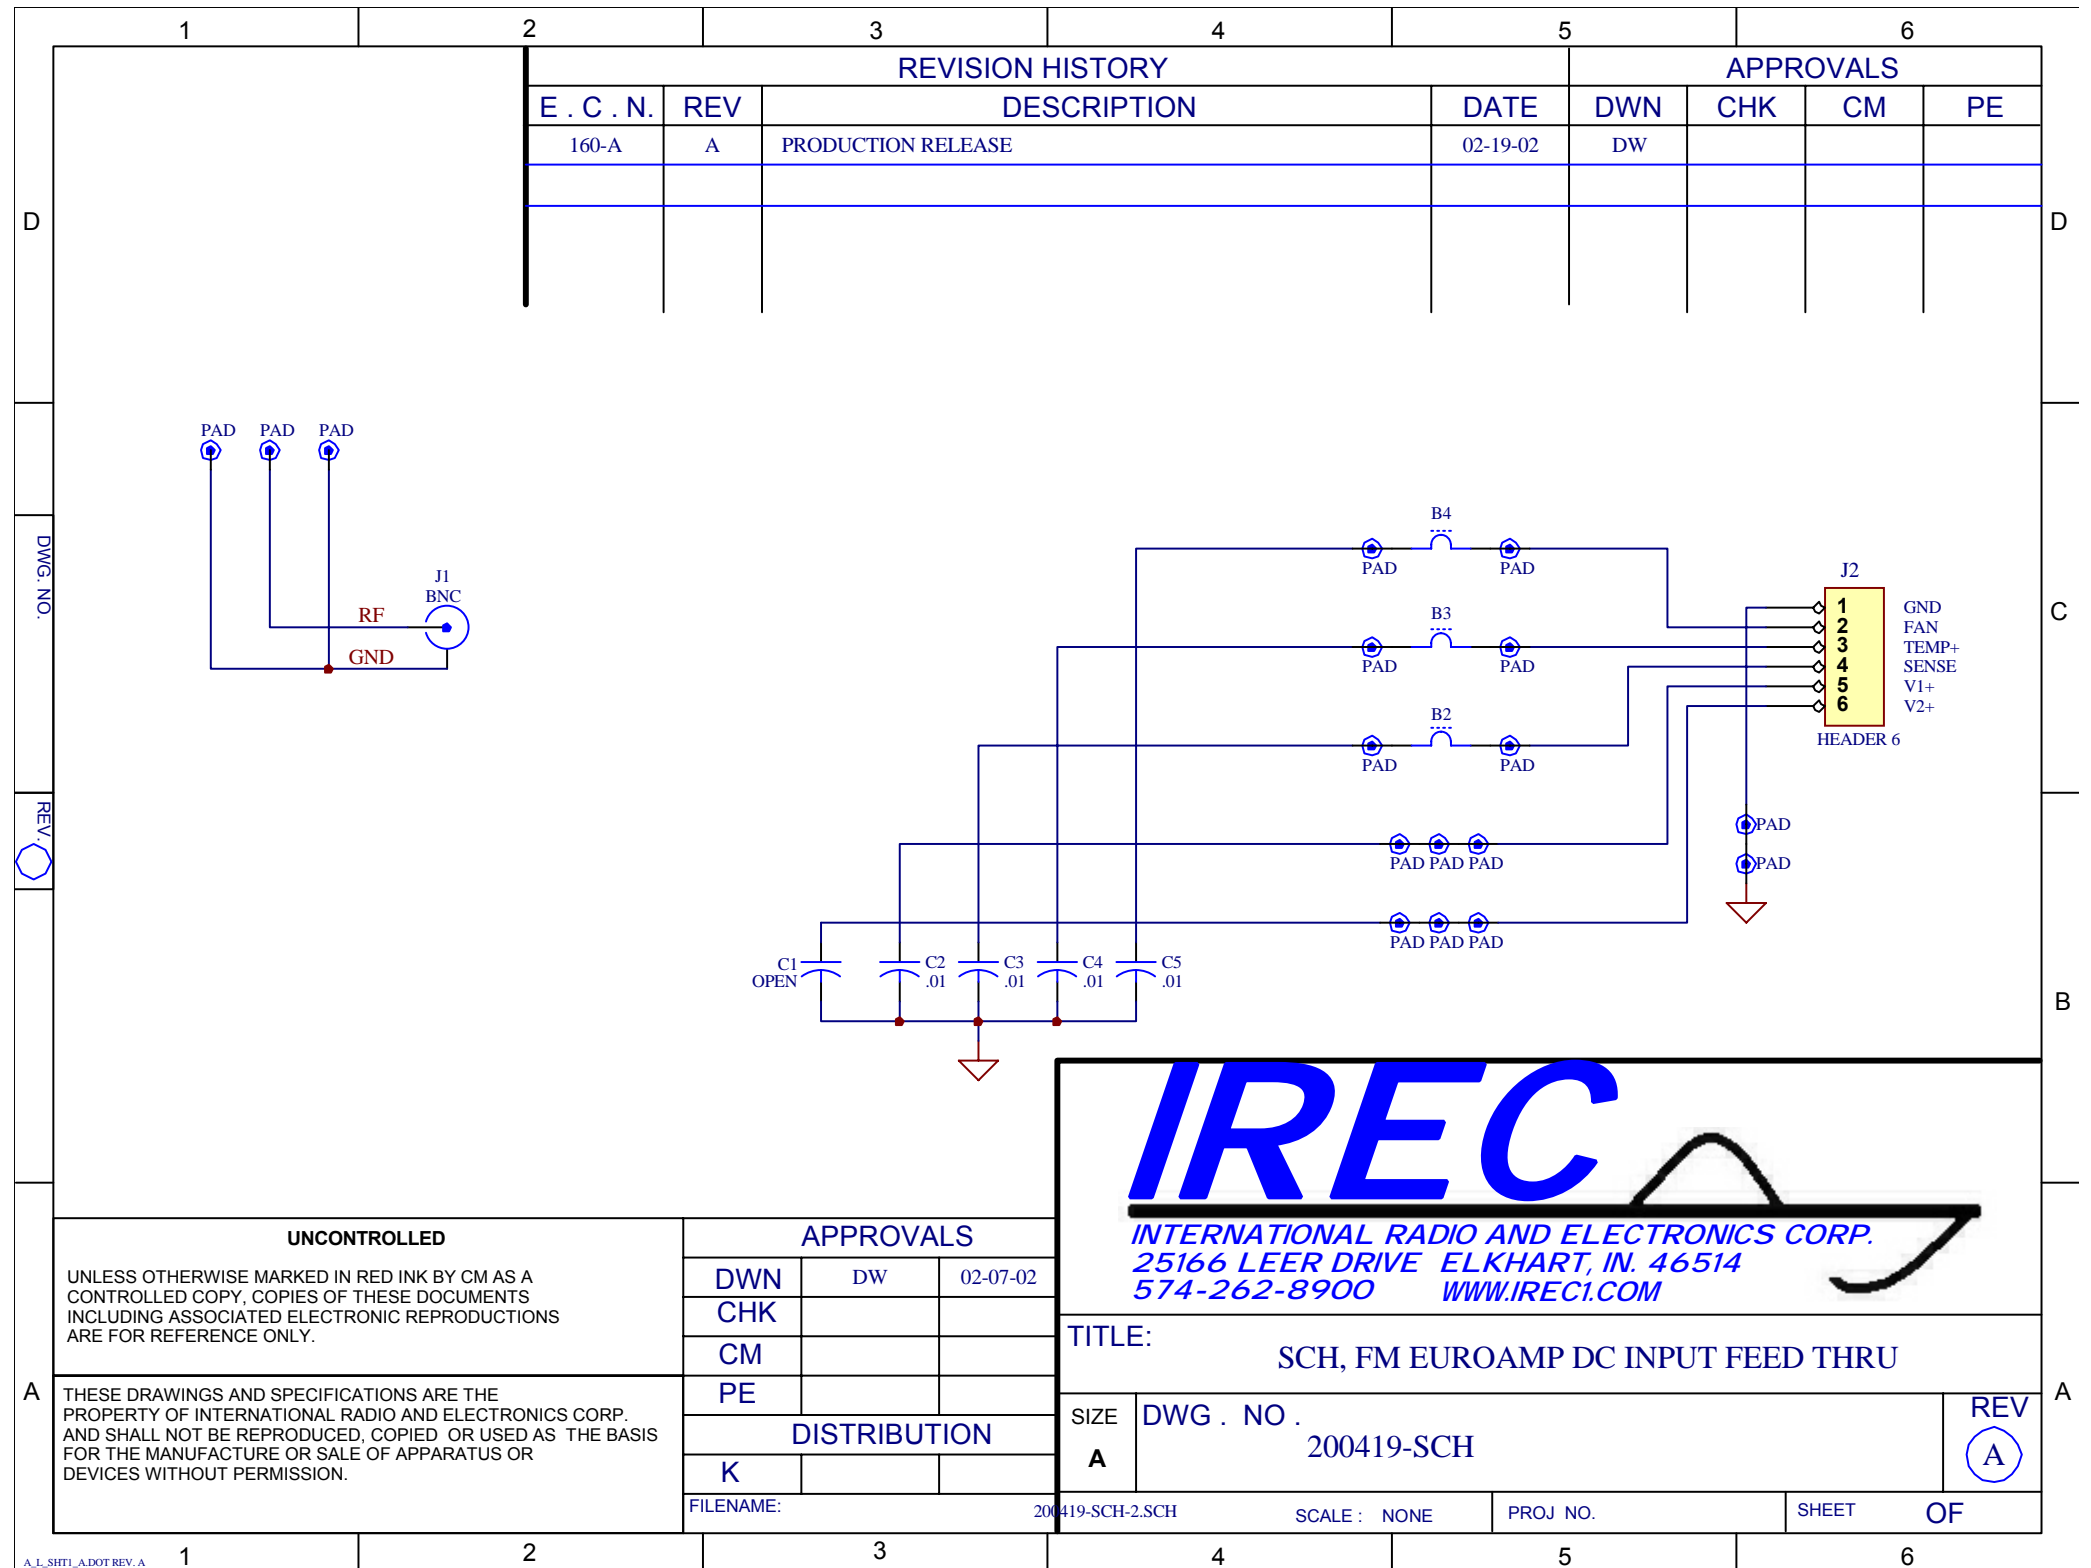 1 2 3 4 5 6
REVISION HISTORY APPROVALS
E . C . N. REV DESCRIPTION DATE DWN CHK CM PE
160-A A PRODUCTION RELEASE 02-19-02 DW
D D
PAD PAD PAD
DWG. NO.
J1
BNC
RF
GND
B4
PAD PAD
B3
PAD PAD
B2
PAD PAD
PAD PAD PAD
PAD PAD PAD
J2
1 GND
2 FAN
3 TEMP+
4 SENSE
5 V1+
6 V2+
HEADER 6
PAD
PAD
C
REV.
C1
OPEN
C2
.01
C3
.01
C4
.01
C5
.01
B
IREC
INTERNATIONAL RADIO AND ELECTRONICS CORP.
25166 LEER DRIVE ELKHART, IN. 46514
574-262-8900 WWW.IREC1.COM
UNCONTROLLED
UNLESS OTHERWISE MARKED IN RED INK BY CM AS A
CONTROLLED COPY, COPIES OF THESE DOCUMENTS
INCLUDING ASSOCIATED ELECTRONIC REPRODUCTIONS
ARE FOR REFERENCE ONLY.
THESE DRAWINGS AND SPECIFICATIONS ARE THE
PROPERTY OF INTERNATIONAL RADIO AND ELECTRONICS CORP.
AND SHALL NOT BE REPRODUCED, COPIED OR USED AS THE BASIS
FOR THE MANUFACTURE OR SALE OF APPARATUS OR
DEVICES WITHOUT PERMISSION.
APPROVALS
DWN DW 02-07-02
CHK
CM
PE
DISTRIBUTION
K
FILENAME: 200419-SCH-2.SCH
TITLE:
SCH, FM EUROAMP DC INPUT FEED THRU
SIZE
A
DWG . NO .
200419-SCH
REV
A
SCALE : NONE
PROJ NO.
SHEET OF
A A
A_L_SHT1_A.DOT REV. A
1 2 3 4 5 6